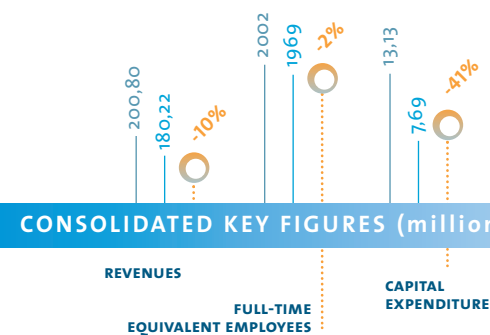 200,80
180,22
-10%
2002
1969
-2%
13,13
7,69
-41%
CONSOLIDATED KEY FIGURES (million
REVENUES
FULL-TIME
EQUIVALENT EMPLOYEES
CAPITAL
EXPENDITURE